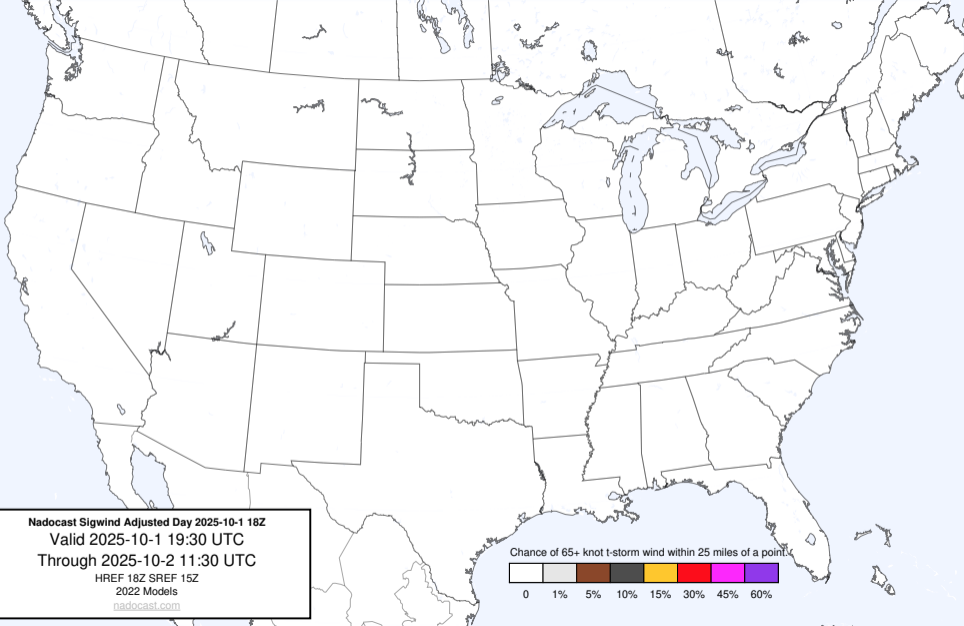 Nadocast Sigwind Adjusted Day 2025-10-1 18Z
Valid 2025-10-1 19:30 UTC
Through 2025-10-2 11:30 UTC
HREF 18Z SREF 15Z
2022 Models
nadocast.com
Chance of 65+ knot t-storm wind within 25 miles of a point.
0 1% 5% 10% 15% 30% 45% 60%